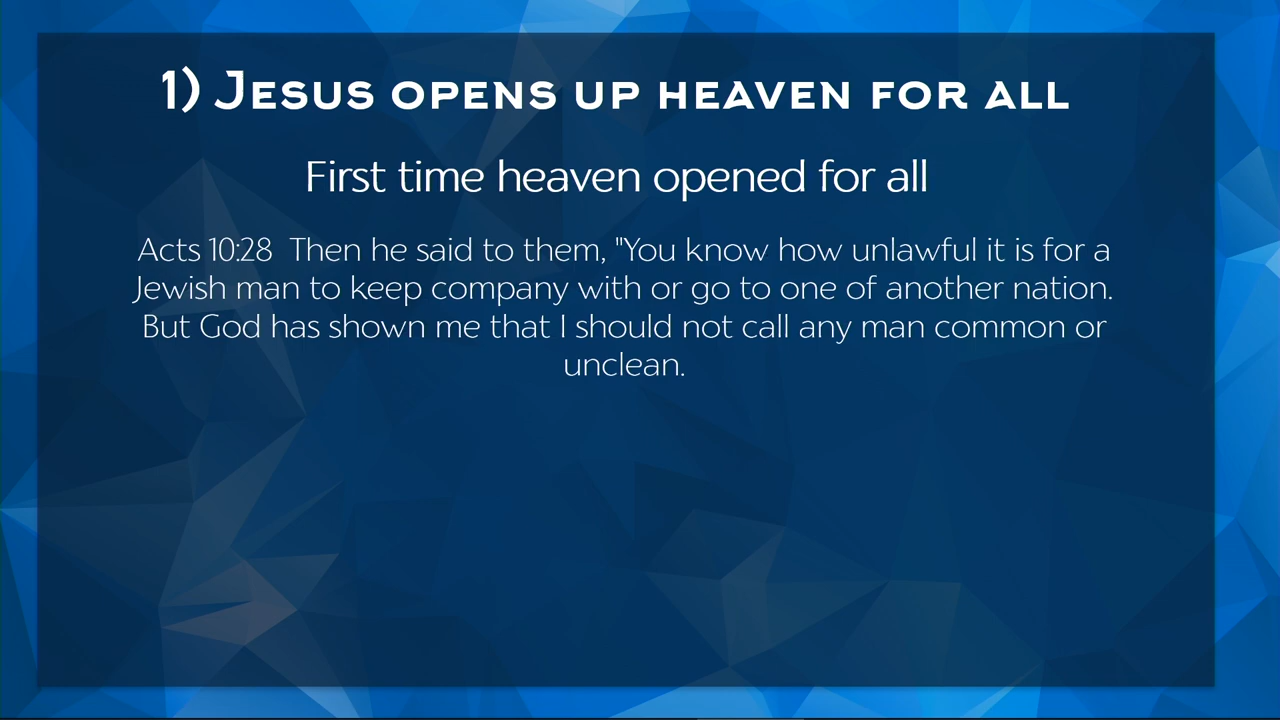 1) Jesus opens up heaven for all
First time heaven opened for all
Acts 10:28  Then he said to them, "You know how unlawful it is for a
Jewish man to keep company with or go to one of another nation.
But God has shown me that I should not call any man common or
unclean.